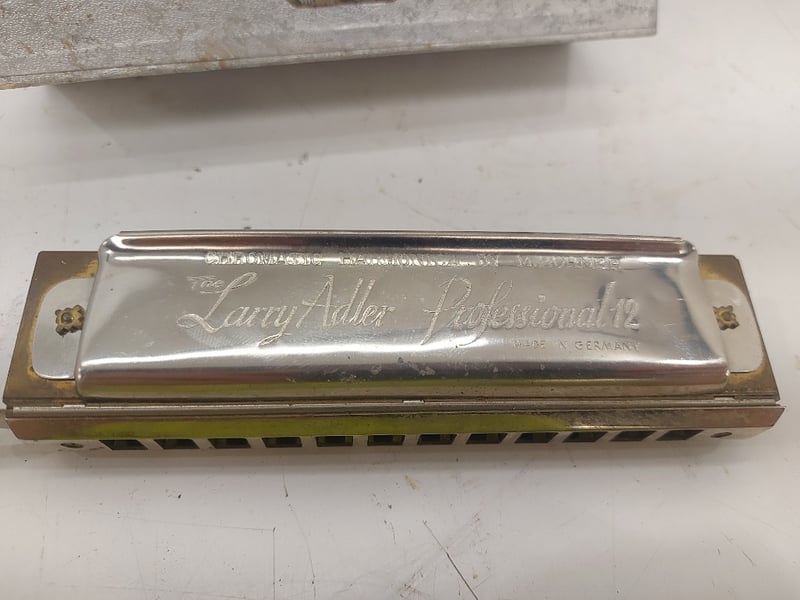 CHROMATIC HARMONICA BY M. HOHNER
The Larry Adler Professional 12
MADE IN GERMANY